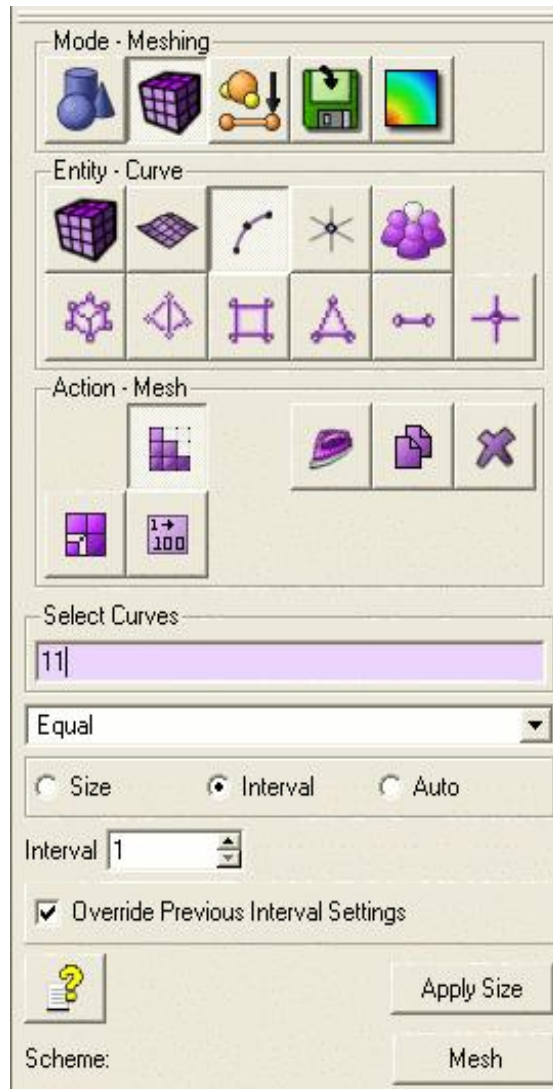 Mode - Meshing
Entity - Curve
Action - Mesh
1→
100
Select Curves
11
Equal
Size Interval Auto
Interval 1
Override Previous Interval Settings
Apply Size
Scheme: Mesh